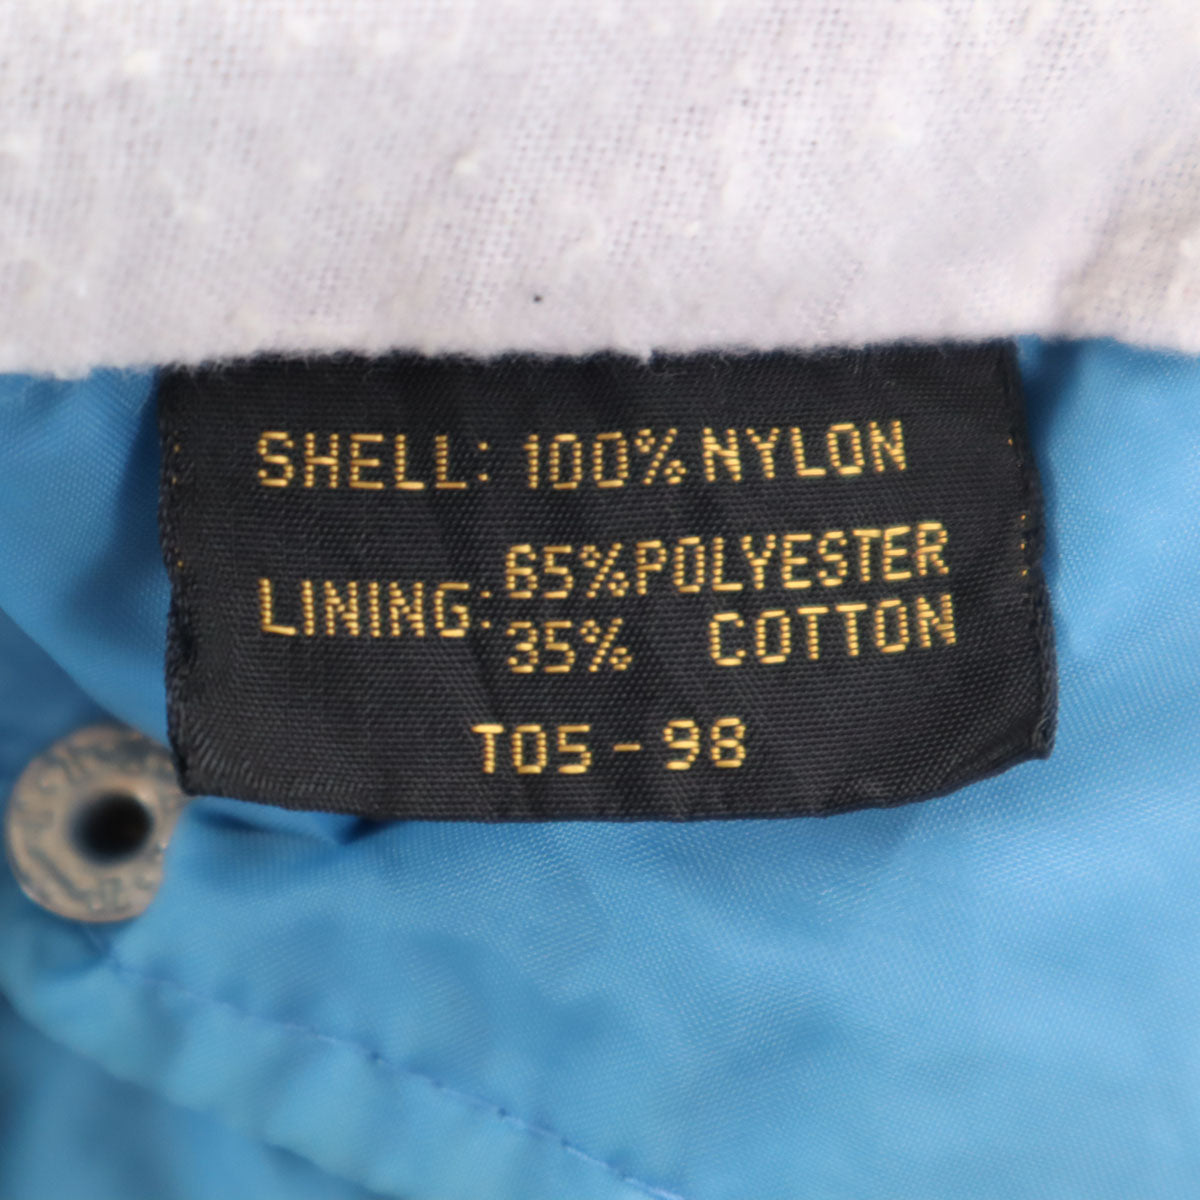 SHELL: 100% NYLON
LINING: 65% POLYESTER
35% COTTON
T05-98